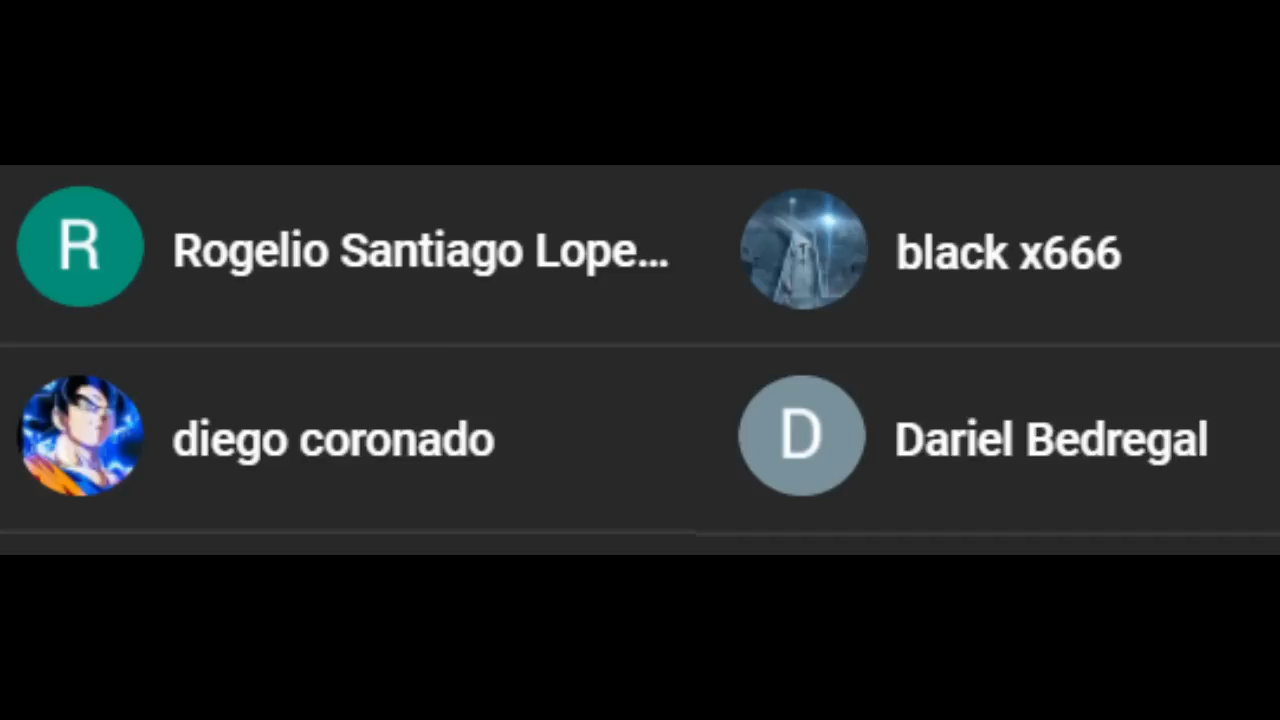 R
Rogelio Santiago Lope...
black x666
diego coronado
D
Dariel Bedregal